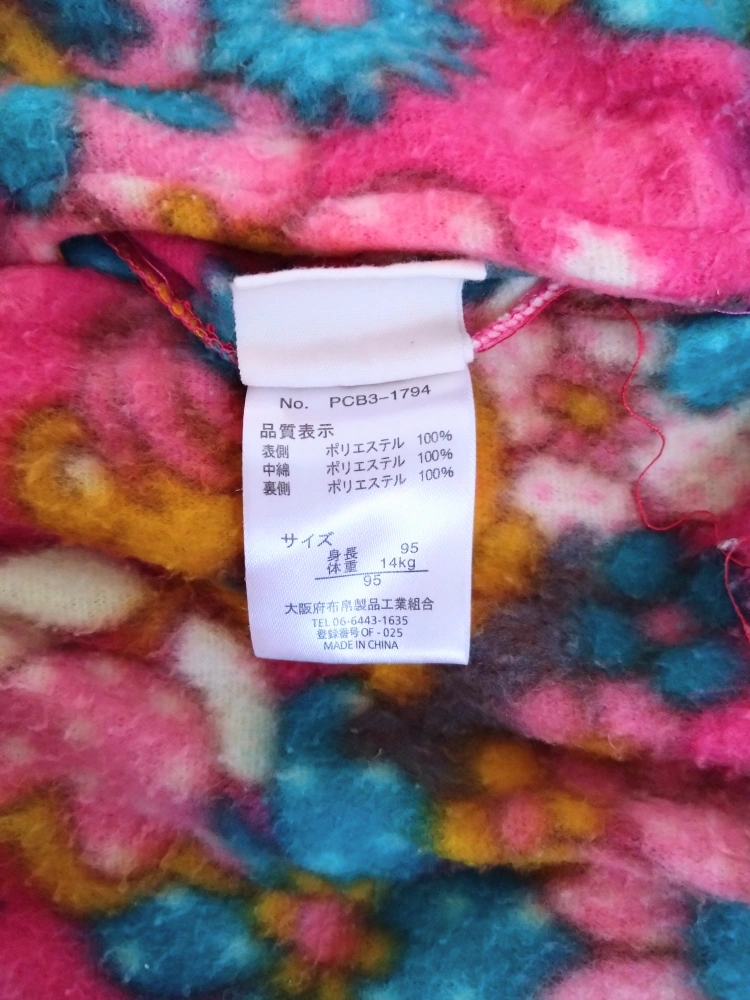 No. PCB3-1794
品質表示
表側 ポリエステル 100%
中綿 ポリエステル 100%
裏側 ポリエステル 100%
サイズ
身長 95
体重 14kg
95
大阪府布帛製品工業組合
TEL 06-6443-1635
登録番号OF-025
MADE IN CHINA